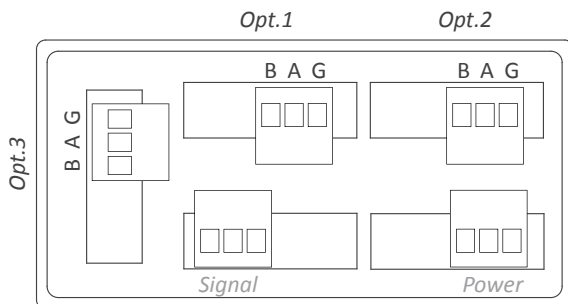 Opt.1
Opt.2
B A G
B A G
Opt.3
B A G
Signal
Power